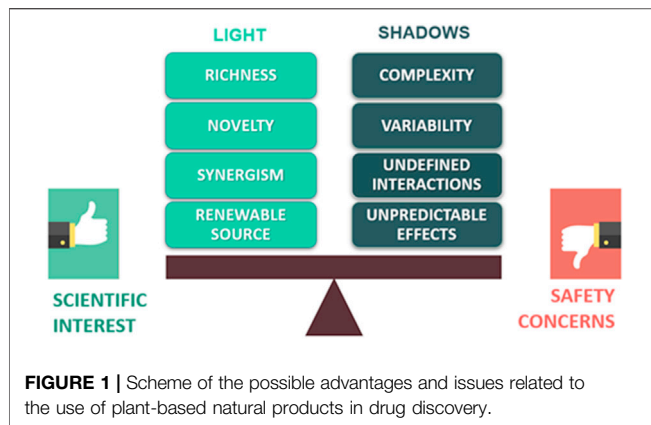 LIGHT
RICHNESS
NOVELTY
SYNERGISM
RENEWABLE
SOURCE
SHADOWS
COMPLEXITY
VARIABILITY
UNDEFINED
INTERACTIONS
UNPREDICTABLE
EFFECTS
SCIENTIFIC
INTEREST
SAFETY
CONCERNS
FIGURE 1 | Scheme of the possible advantages and issues related to
the use of plant-based natural products in drug discovery.